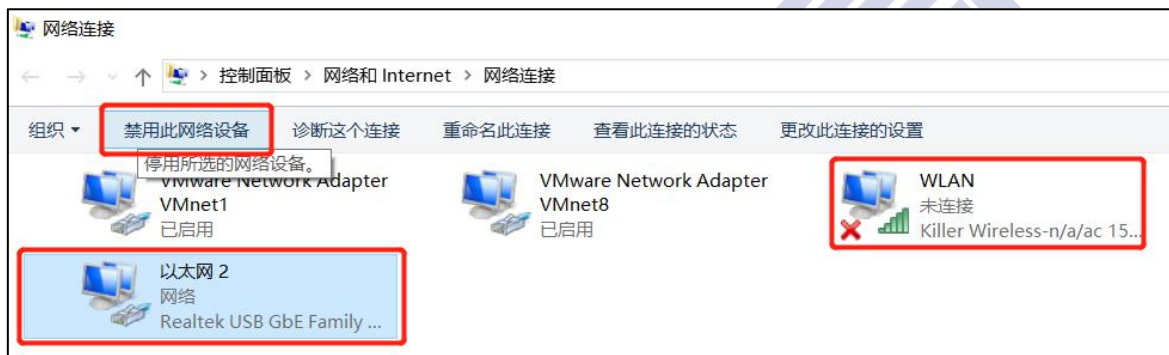 网络连接
控制面板 > 网络和 Internet > 网络连接
组织 禁用此网络设备 诊断这个连接 重命名此连接 查看此连接的状态 更改此连接的设置
停用所选的网络设备。
VMware Network Adapter
VMnet1
已启用
VMware Network Adapter
VMnet8
已启用
WLAN
未连接
Killer Wireless-n/a/ac 15...
以太网 2
网络
Realtek USB GbE Family ...